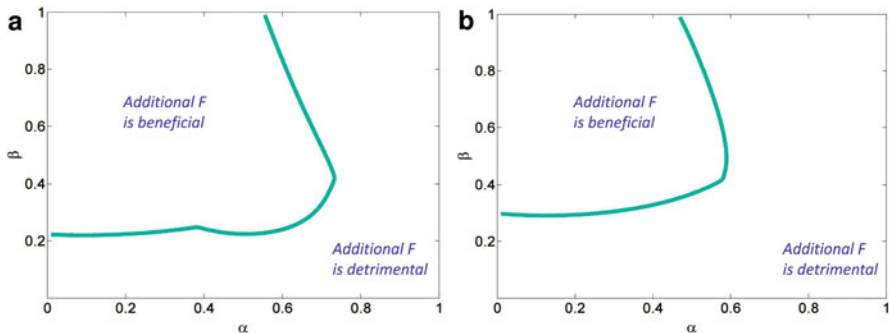 a
1
0.8
0.6
0.4
0.2
β
Additional F
is beneficial
Additional F
is detrimental
0
0.2
0.4
0.6
0.8
1
α
b
1
0.8
0.6
0.4
0.2
β
Additional F
is beneficial
Additional F
is detrimental
0
0.2
0.4
0.6
0.8
1
α